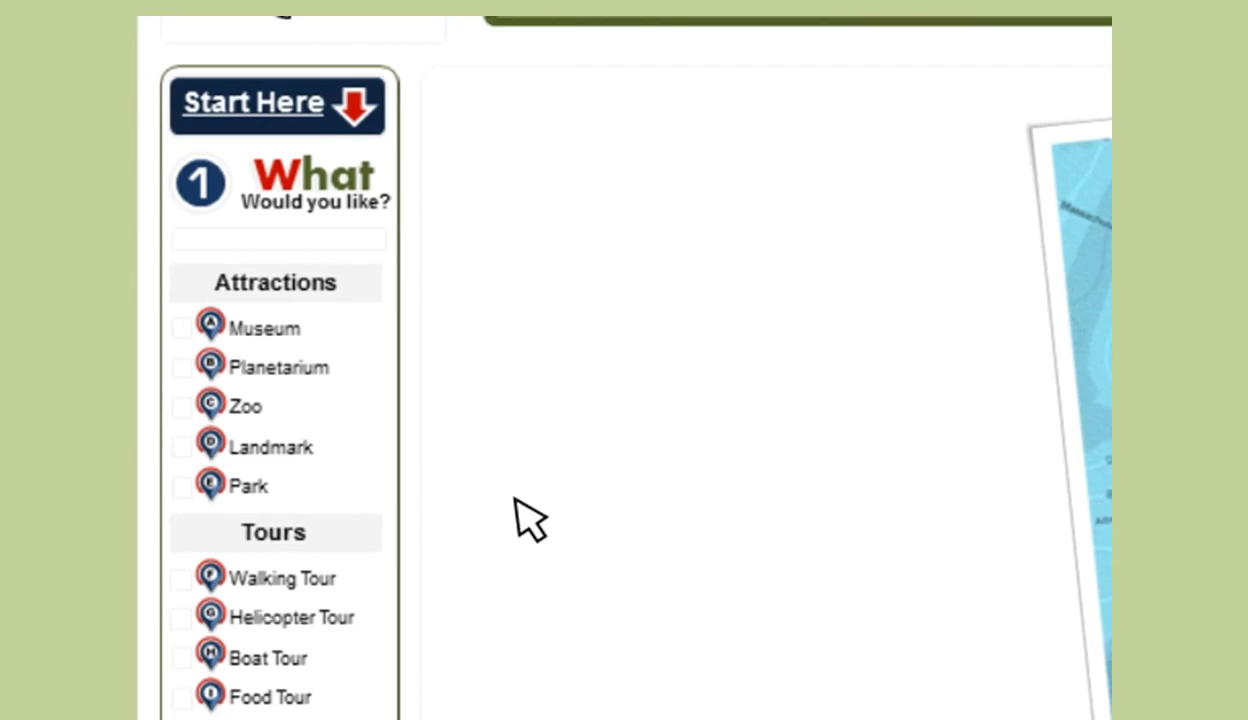 Start Here
1 What
Would you like?
Attractions
A Museum
B Planetarium
C Zoo
D Landmark
E Park
Tours
F Walking Tour
G Helicopter Tour
H Boat Tour
I Food Tour